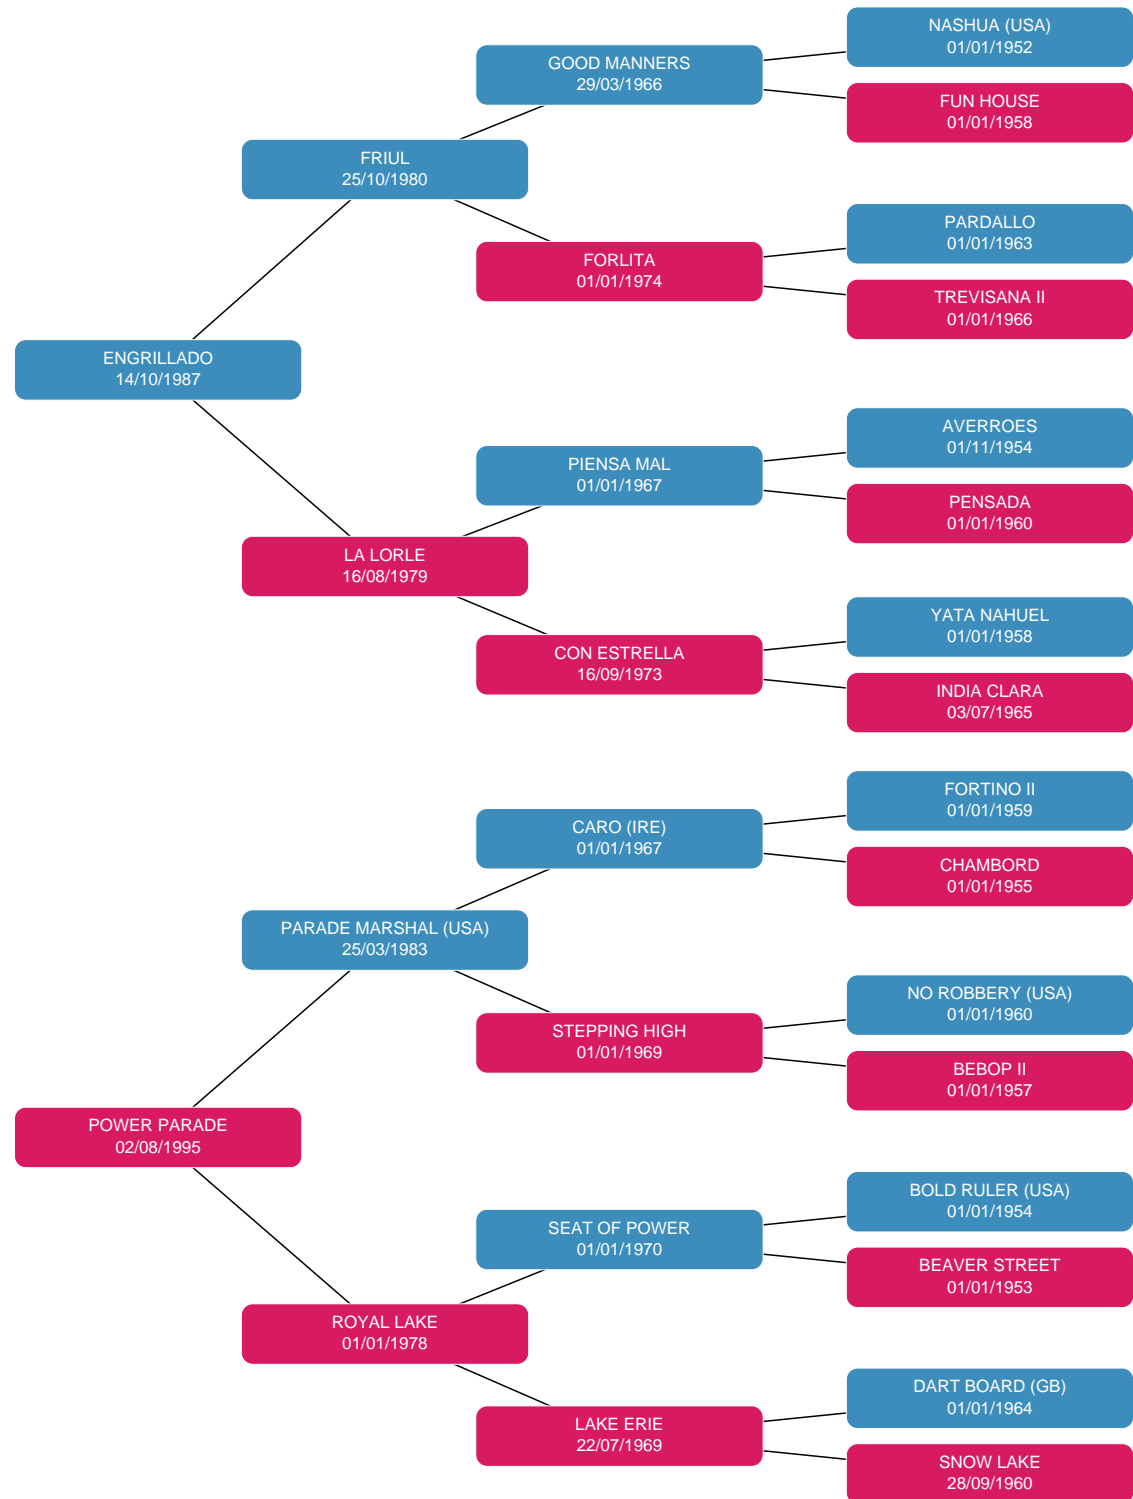 NASHUA (USA)
01/01/1952
GOOD MANNERS
29/03/1966
FUN HOUSE
01/01/1958
FRIUL
25/10/1980
PARDALLO
01/01/1963
FORLITA
01/01/1974
TREVISANA II
01/01/1966
ENGRILLADO
14/10/1987
AVERROES
01/11/1954
PIENSA MAL
01/01/1967
PENSADA
01/01/1960
LA LORLE
16/08/1979
YATA NAHUEL
01/01/1958
CON ESTRELLA
16/09/1973
INDIA CLARA
03/07/1965
FORTINO II
01/01/1959
CARO (IRE)
01/01/1967
CHAMBORD
01/01/1955
PARADE MARSHAL (USA)
25/03/1983
NO ROBBERY (USA)
01/01/1960
STEPPING HIGH
01/01/1969
BEBOP II
01/01/1957
POWER PARADE
02/08/1995
BOLD RULER (USA)
01/01/1954
SEAT OF POWER
01/01/1970
BEAVER STREET
01/01/1953
ROYAL LAKE
01/01/1978
DART BOARD (GB)
01/01/1964
LAKE ERIE
22/07/1969
SNOW LAKE
28/09/1960